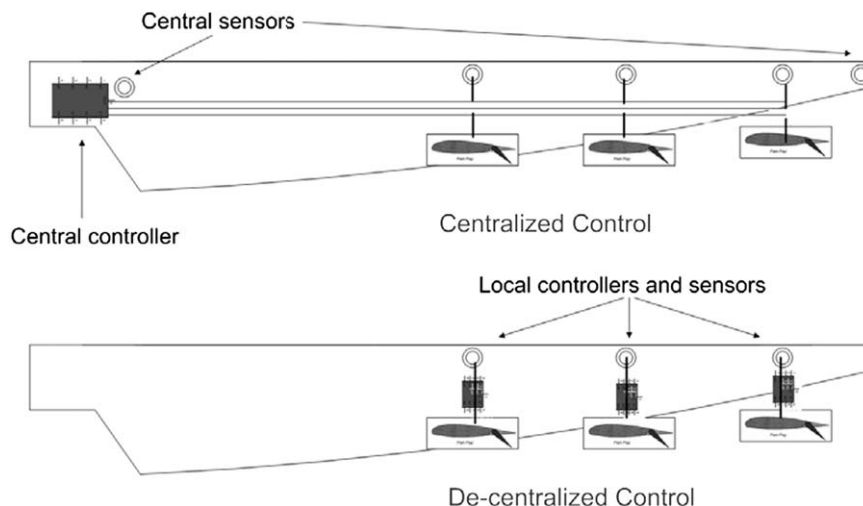 Central sensors
Central controller
Centralized Control
Local controllers and sensors
De-centralized Control